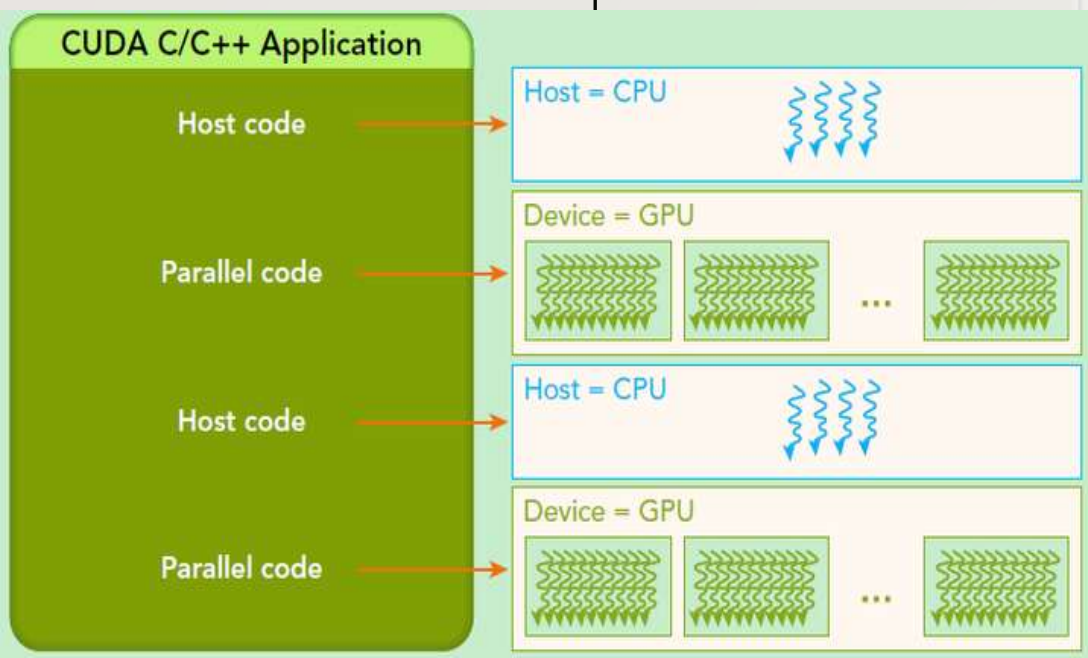 CUDA C/C++ Application
Host code
Host = CPU
Parallel code
Device = GPU
...
Host code
Host = CPU
Parallel code
Device = GPU
...